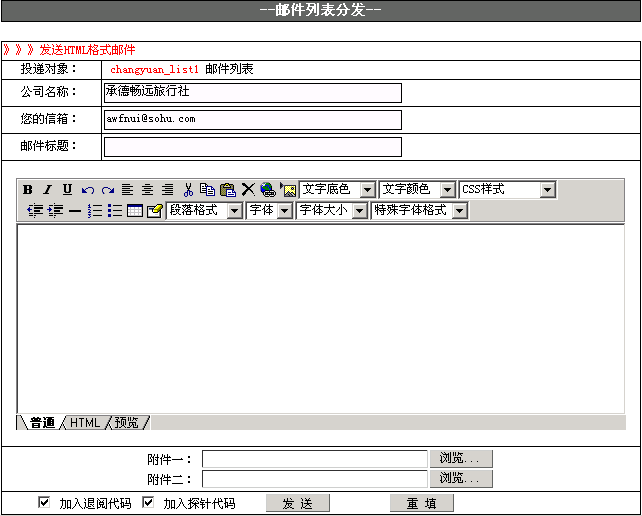 --邮件列表分发--
》》》发送HTML格式邮件
投递对象： changyuan_list1 邮件列表
公司名称： 承德畅远旅行社
您的信箱： awfnui@sohu.com
邮件标题：
B I U 文字底色 文字颜色 CSS样式
段落格式 字体 字体大小 特殊字体格式
普通 HTML 预览
附件一： 浏览...
附件二： 浏览...
加入退阅代码 加入探针代码 发 送 重 填